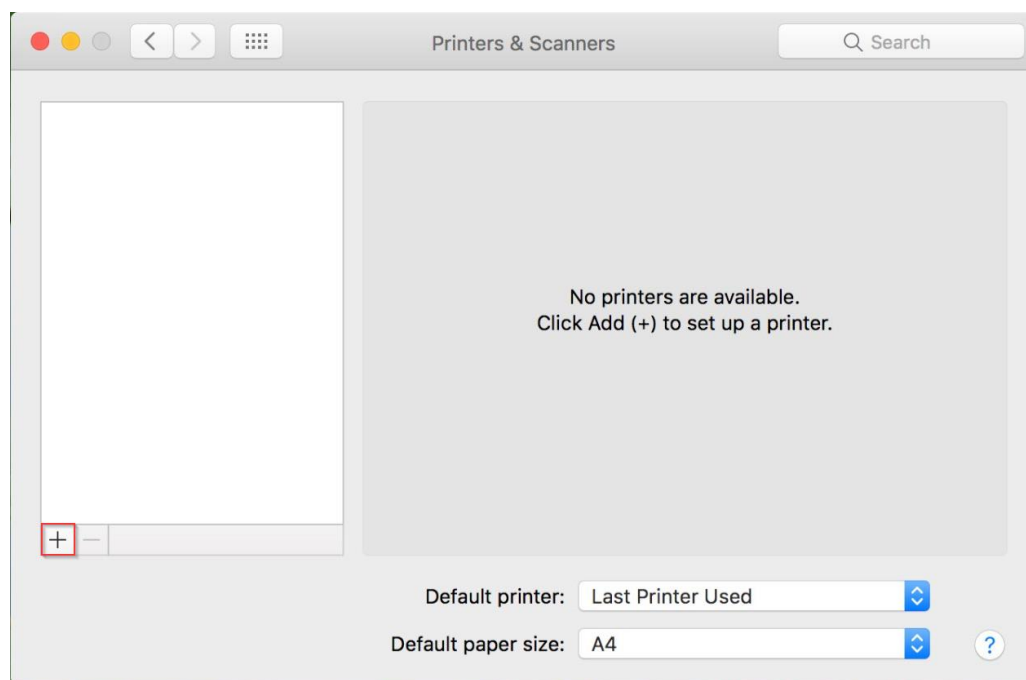 Printers & Scanners
Search
No printers are available.
Click Add (+) to set up a printer.
+ −
Default printer: Last Printer Used
Default paper size: A4
?